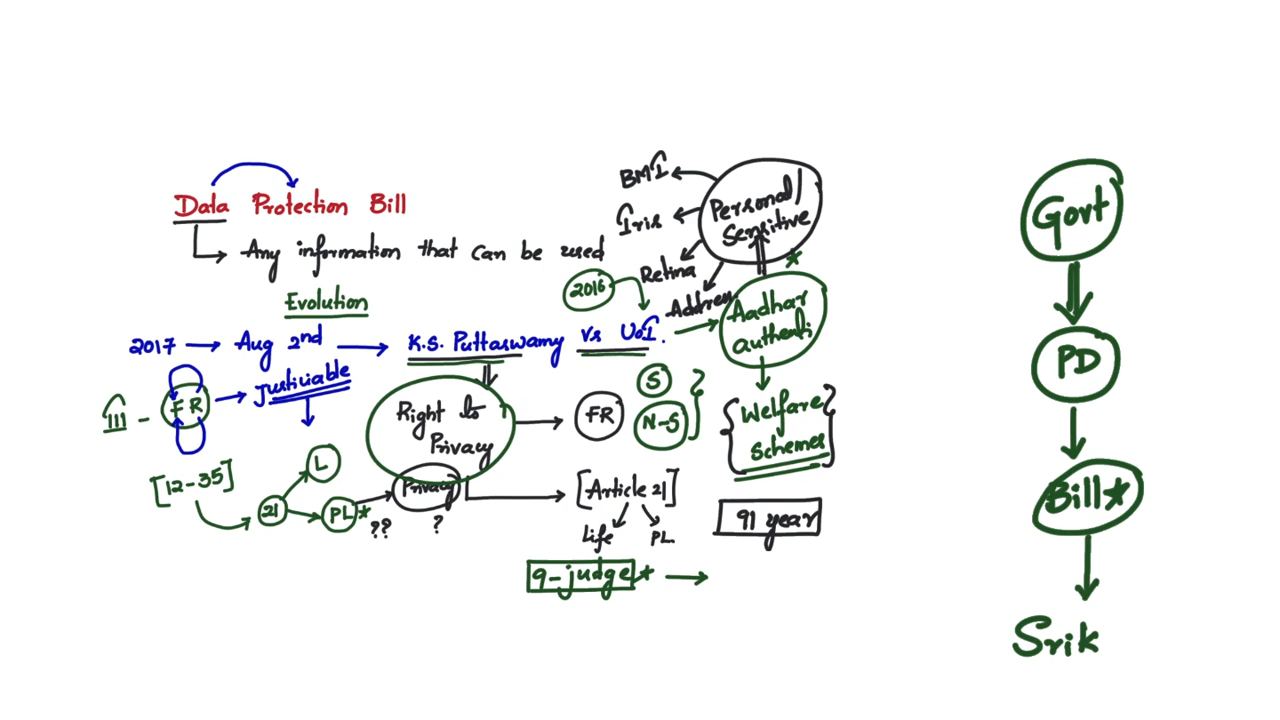 Data Protection Bill
Any information that can be used
Evolution
2017 → Aug 2nd → K.S. Puttaswamy vs UoI.
2016
BMI
Iris
Retina
Address
Personal/
Sensitive
*
Aadhar
authenti
Welfare
Schemes
91 year
III - FR → Justiciable
[12-35]
21
L
PL*
??
Privacy
?
Right to
Privacy
FR
S
N-S
[Article 21]
Life
PL.
9-judge* →
Govt
PD
Bill*
Srik